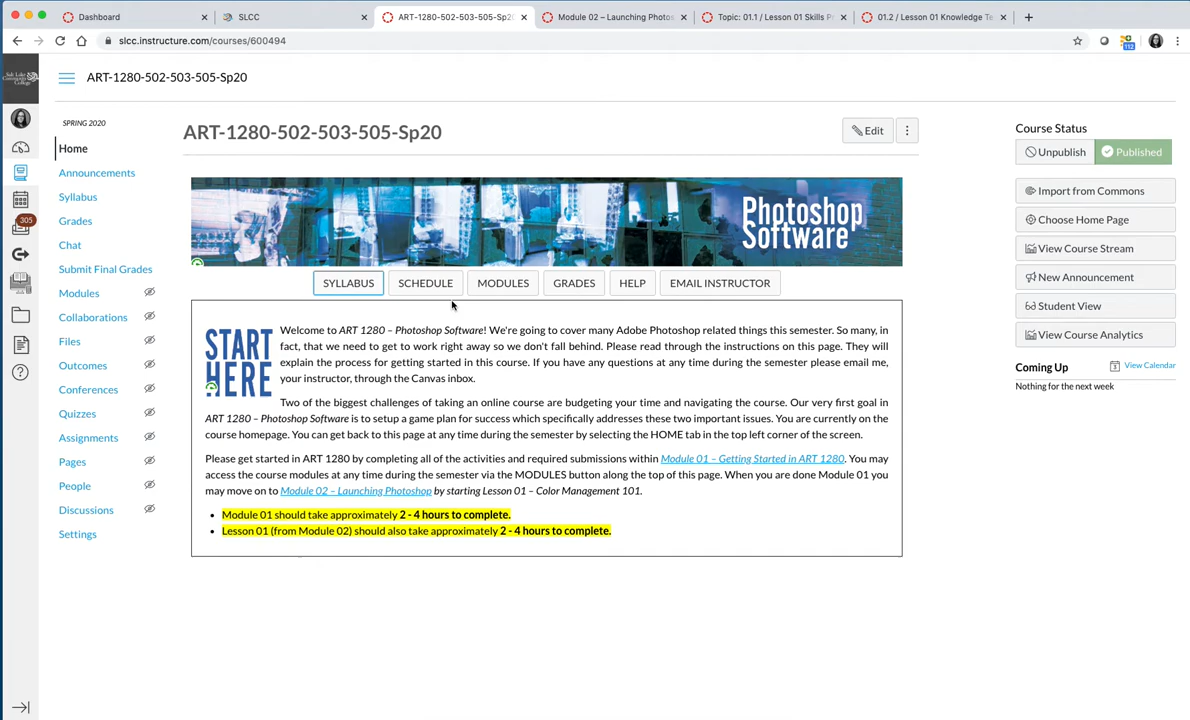 Dashboard
SLCC
ART-1280-502-503-505-Sp2
Module 02 – Launching Photos
Topic: 01.1 / Lesson 01 Skills P
01.2 / Lesson 01 Knowledge Te
slcc.instructure.com/courses/600494
112
Salt Lake
Community
College
ART-1280-502-503-505-Sp20
SPRING 2020
Home
Announcements
Syllabus
Grades
Chat
Submit Final Grades
Modules
Collaborations
Files
Outcomes
Conferences
Quizzes
Assignments
Pages
People
Discussions
Settings
305
ART-1280-502-503-505-Sp20
Edit
Photoshop
Software
SYLLABUS
SCHEDULE
MODULES
GRADES
HELP
EMAIL INSTRUCTOR
START
HERE
Welcome to ART 1280 – Photoshop Software! We're going to cover many Adobe Photoshop related things this semester. So many, in
fact, that we need to get to work right away so we don't fall behind. Please read through the instructions on this page. They will
explain the process for getting started in this course. If you have any questions at any time during the semester please email me,
your instructor, through the Canvas inbox.
Two of the biggest challenges of taking an online course are budgeting your time and navigating the course. Our very first goal in
ART 1280 – Photoshop Software is to setup a game plan for success which specifically addresses these two important issues. You are currently on the
course homepage. You can get back to this page at any time during the semester by selecting the HOME tab in the top left corner of the screen.
Please get started in ART 1280 by completing all of the activities and required submissions within Module 01 – Getting Started in ART 1280. You may
access the course modules at any time during the semester via the MODULES button along the top of this page. When you are done Module 01 you
may move on to Module 02 – Launching Photoshop by starting Lesson 01 – Color Management 101.
• Module 01 should take approximately 2 - 4 hours to complete.
• Lesson 01 (from Module 02) should also take approximately 2 - 4 hours to complete.
Course Status
Unpublish
Published
Import from Commons
Choose Home Page
View Course Stream
New Announcement
Student View
View Course Analytics
Coming Up
View Calendar
Nothing for the next week